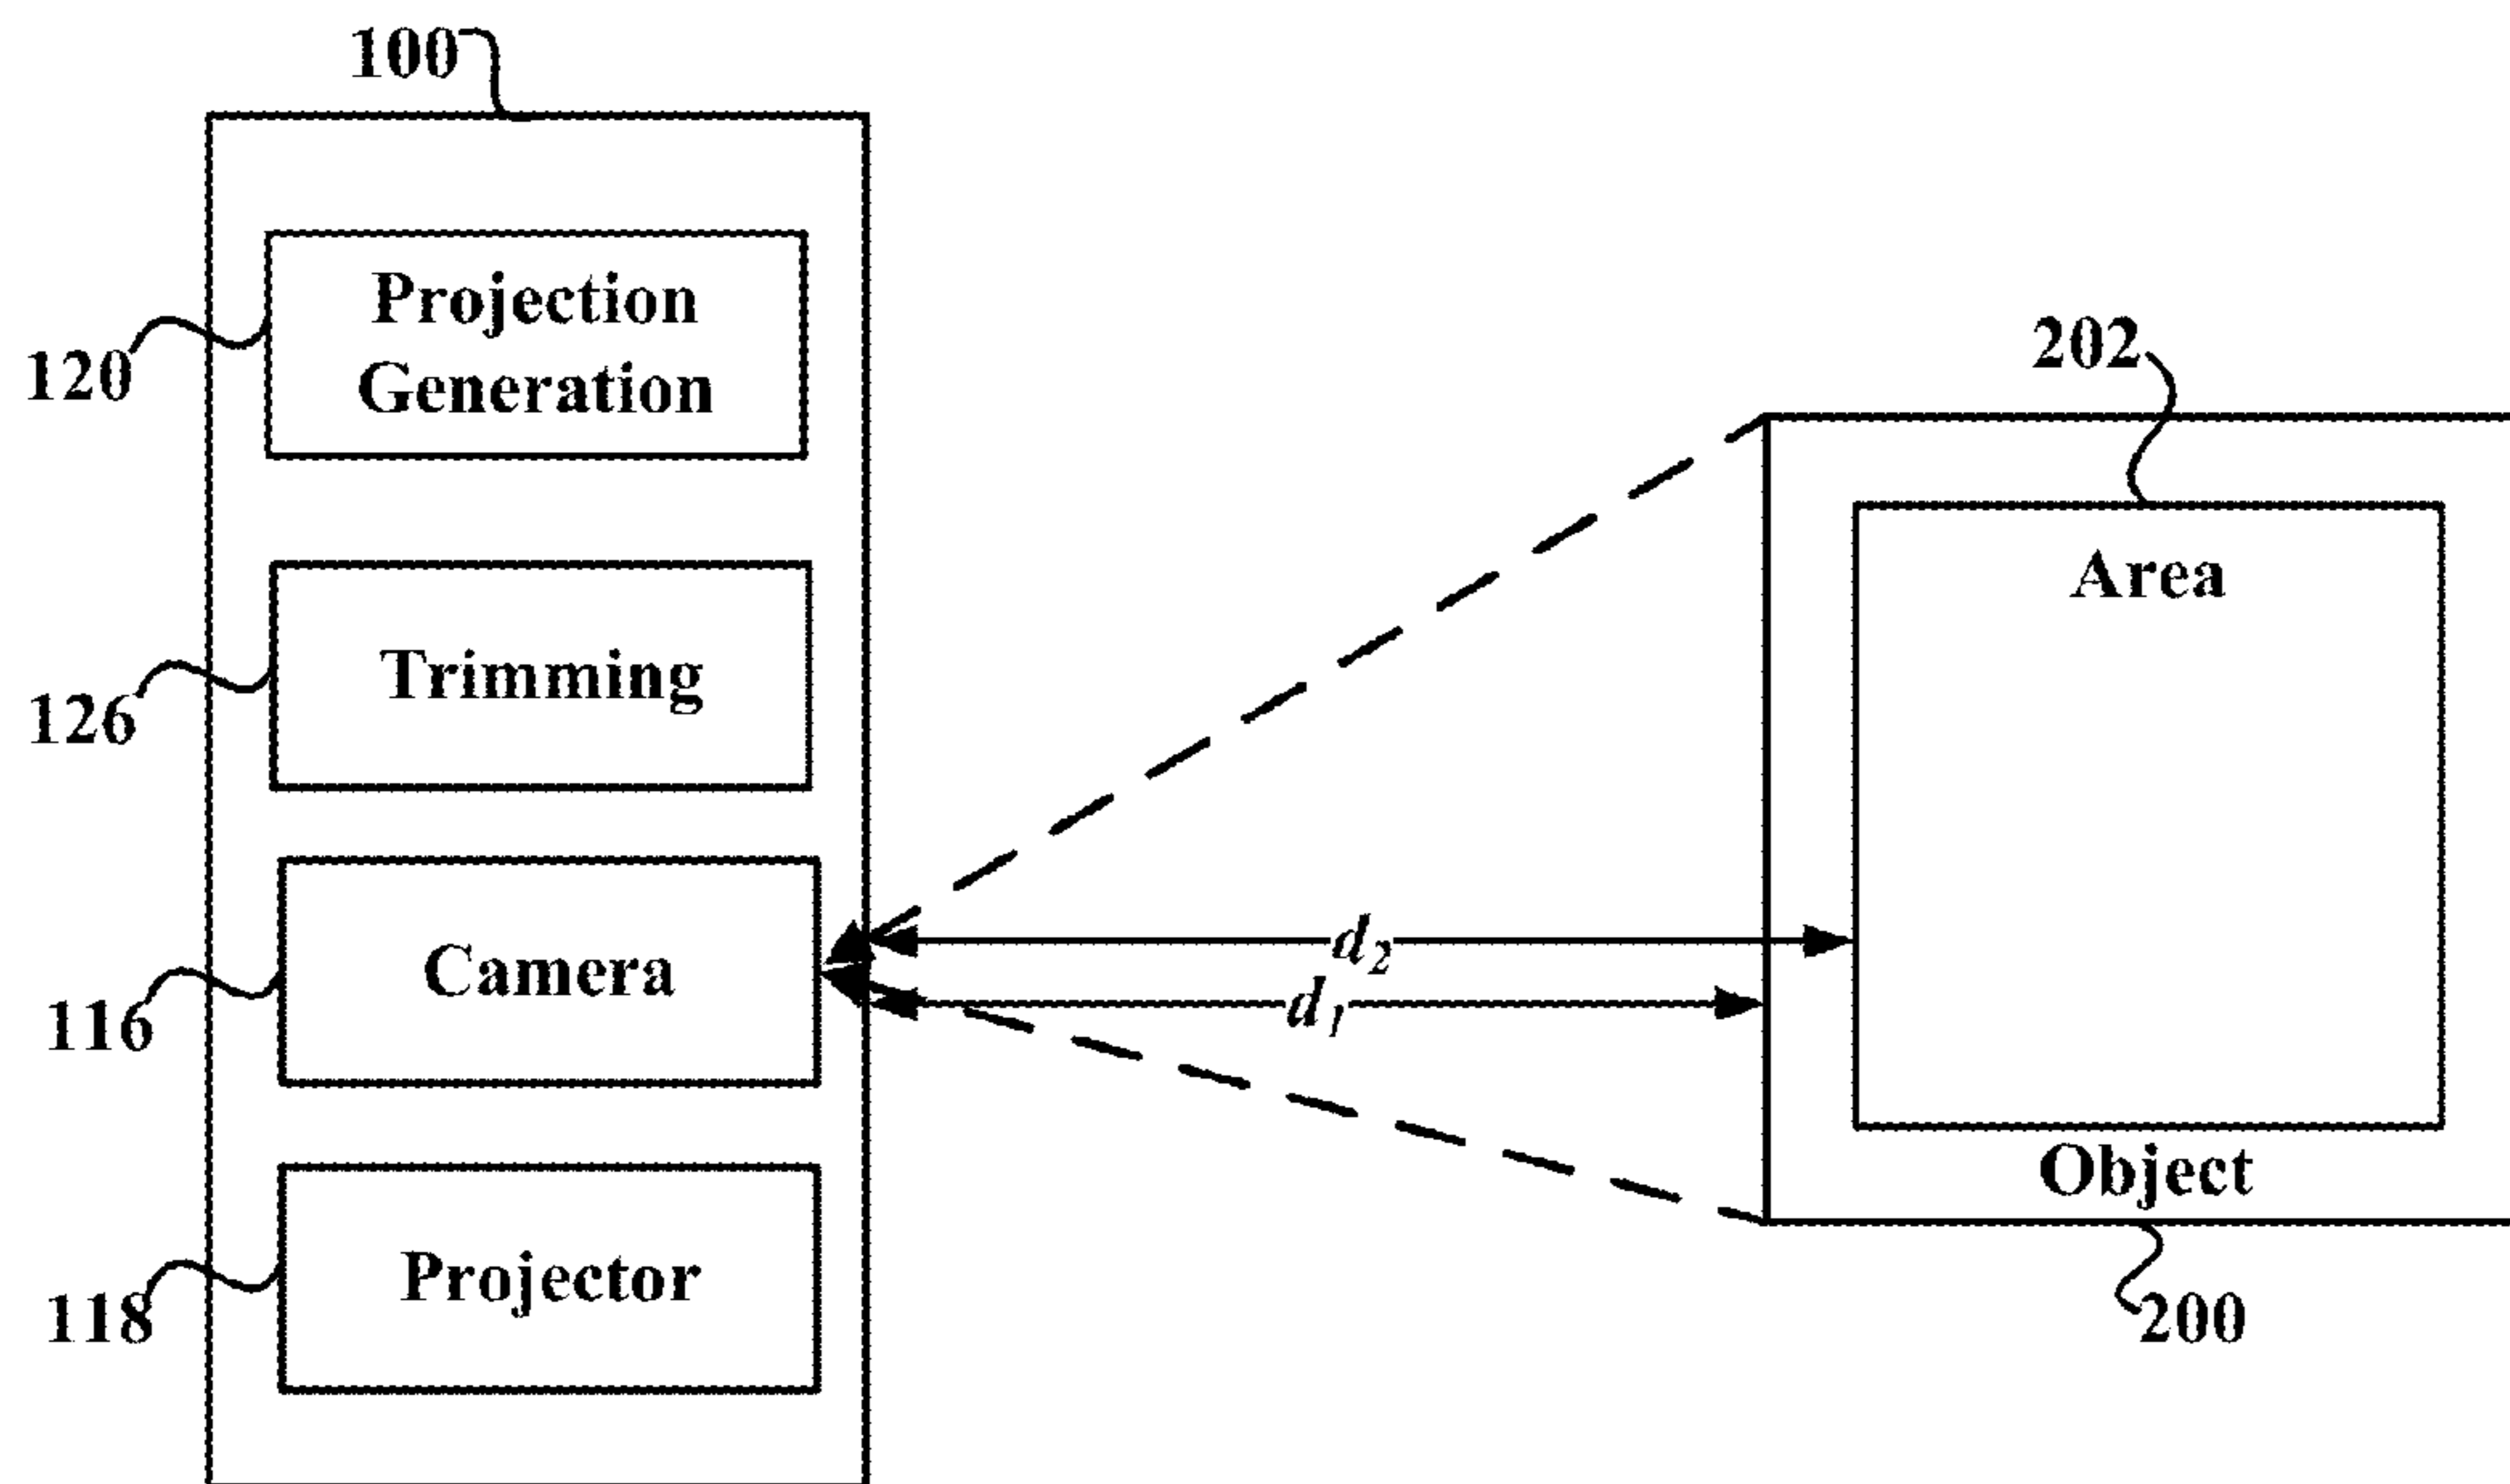 100
Projection
Generation
120
202
Area
Trimming
126
d2
Camera
d1
116
Object
Projector
118
200